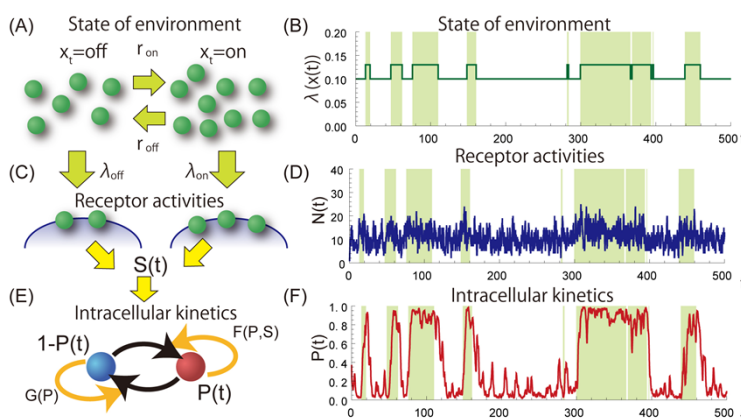 (A) State of environment
x_t=off r_on x_t=on
r_off
(C) λ_off λ_on
Receptor activities
S(t)
(E) Intracellular kinetics
1-P(t) F(P,S)
G(P) P(t)
(B) State of environment
λ(x(t))
0.20
0.15
0.10
0.05
0.00
0 100 200 300 400 500
(D) Receptor activities
N(t)
40
30
20
10
0
0 100 200 300 400 500
(F) Intracellular kinetics
P(t)
1.0
0.8
0.6
0.4
0.2
0.0
0 100 200 300 400 500